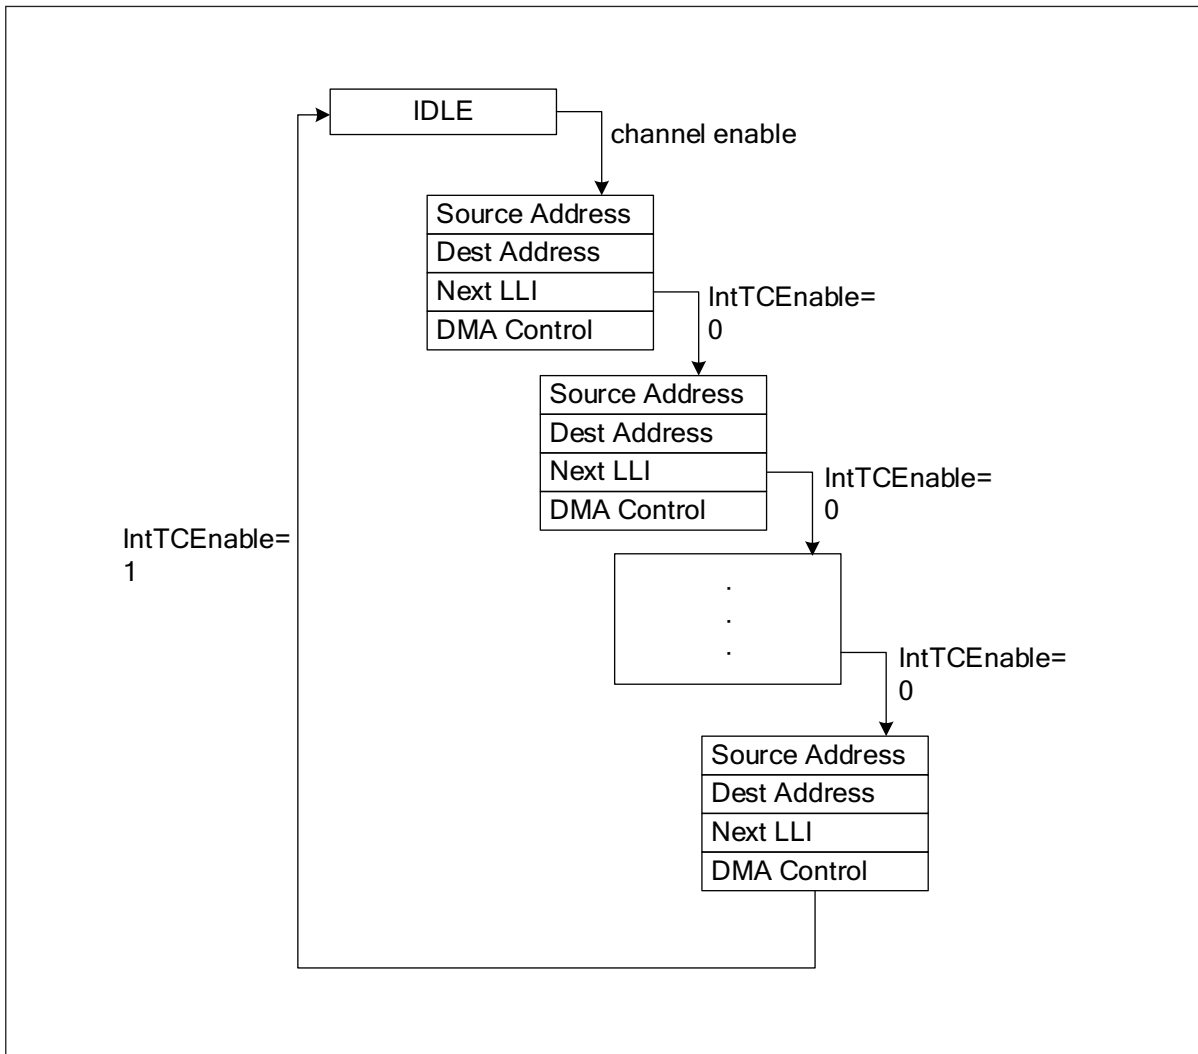 IDLE
channel enable
Source Address
Dest Address
Next LLI
DMA Control
IntTCEnable=
0
Source Address
Dest Address
Next LLI
DMA Control
IntTCEnable=
0
IntTCEnable=
1
.
.
.
IntTCEnable=
0
Source Address
Dest Address
Next LLI
DMA Control